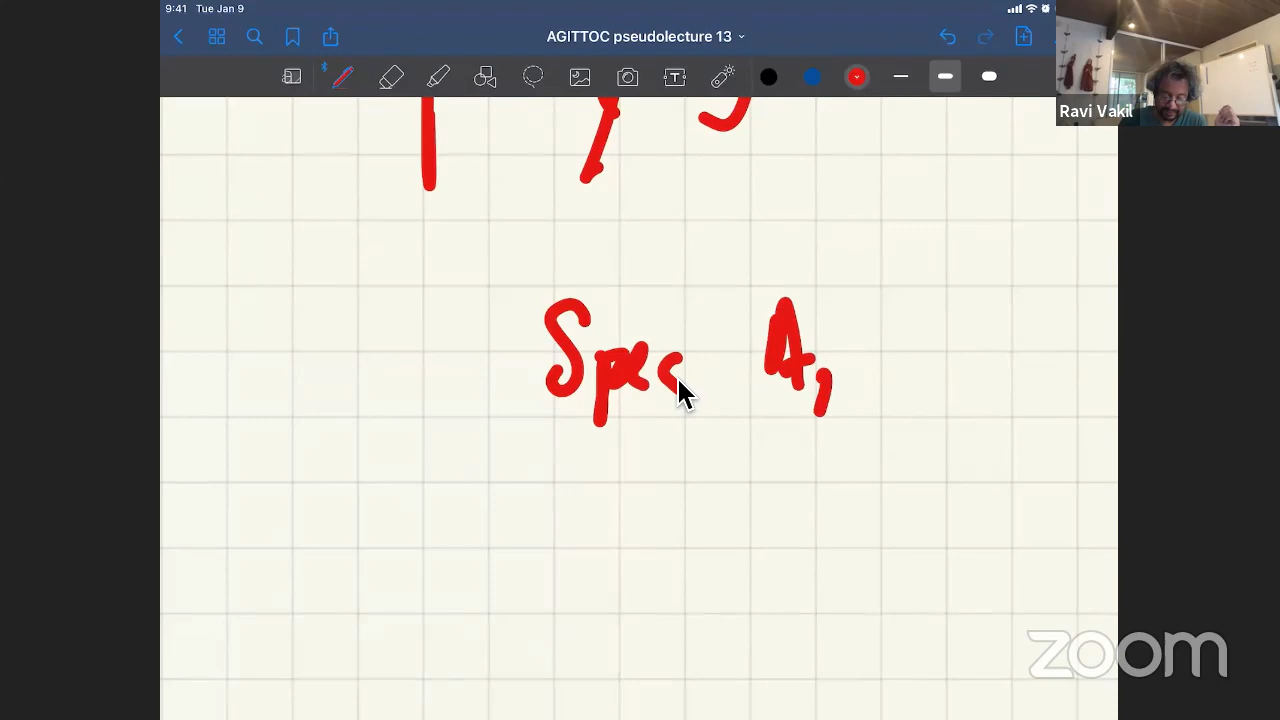 9:41 Tue Jan 9
AGITTOC pseudolecture 13
Ravi Vakil
Spec A,
zoom